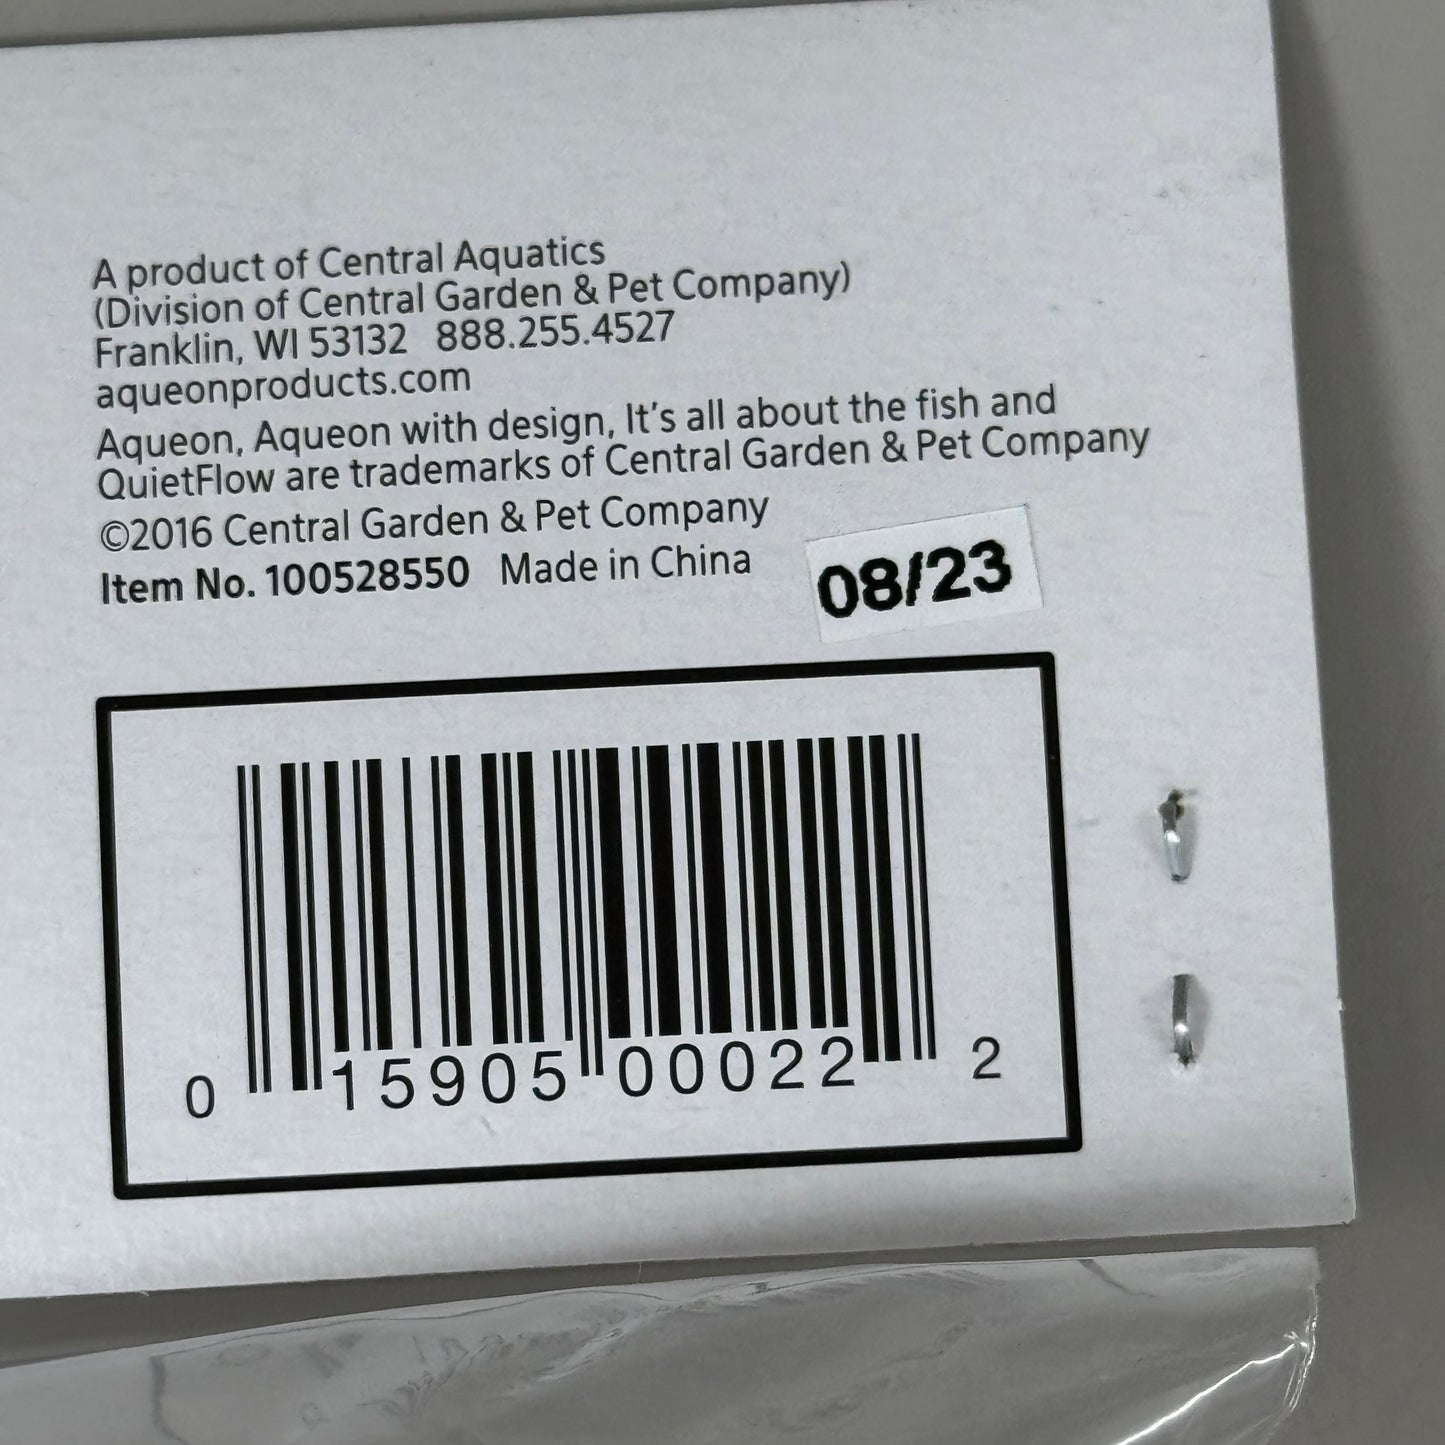 A product of Central Aquatics
(Division of Central Garden & Pet Company)
Franklin, WI 53132 888.255.4527
aqueonproducts.com
Aqueon, Aqueon with design, It's all about the fish and
QuietFlow are trademarks of Central Garden & Pet Company
©2016 Central Garden & Pet Company
Item No. 100528550 Made in China 08/23
0 15905 00022 2